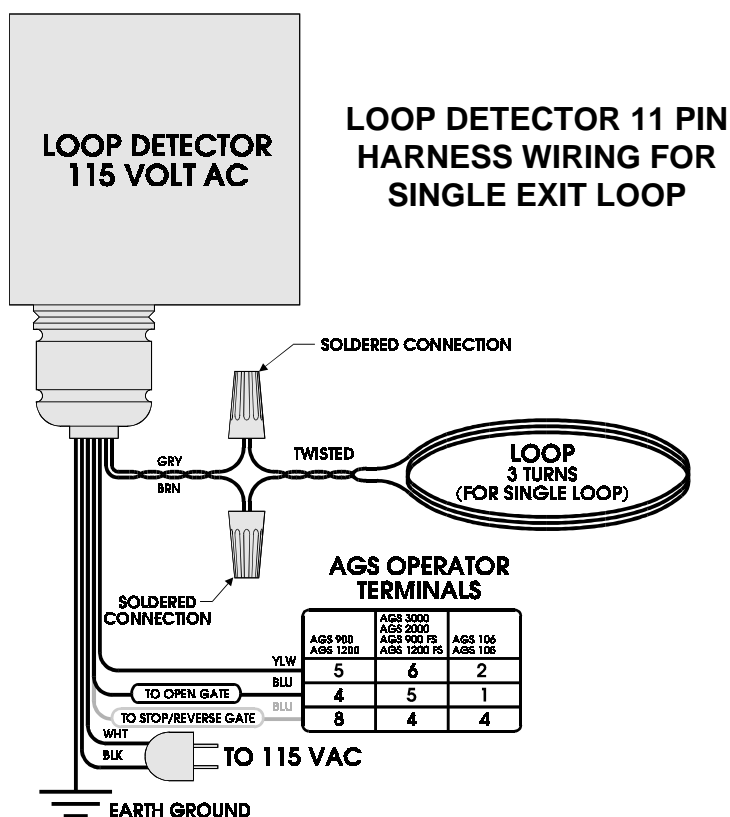 LOOP DETECTOR
115 VOLT AC
LOOP DETECTOR 11 PIN
HARNESS WIRING FOR
SINGLE EXIT LOOP
SOLDERED CONNECTION
GRY
BRN
TWISTED
LOOP
3 TURNS
(FOR SINGLE LOOP)
SOLDERED
CONNECTION
AGS OPERATOR
TERMINALS
AGS 900
AGS 1200
AGS 3000
AGS 2000
AGS 900 FS
AGS 1200 FS
AGS 106
AGS 108
YLW
5 6 2
BLU
TO OPEN GATE
4 5 1
BLU
TO STOP/REVERSE GATE
8 4 4
WHT
BLK
TO 115 VAC
EARTH GROUND